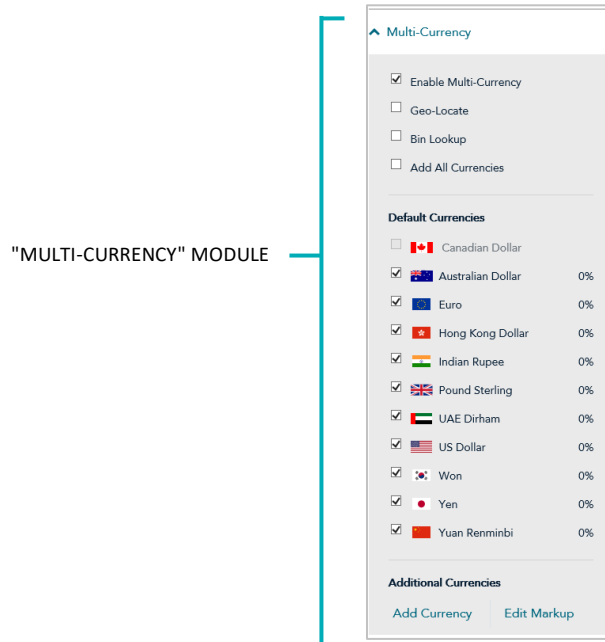 Multi-Currency
Enable Multi-Currency
Geo-Locate
Bin Lookup
Add All Currencies
"MULTI-CURRENCY" MODULE
Default Currencies
Canadian Dollar
Australian Dollar 0%
Euro 0%
Hong Kong Dollar 0%
Indian Rupee 0%
Pound Sterling 0%
UAE Dirham 0%
US Dollar 0%
Won 0%
Yen 0%
Yuan Renminbi 0%
Additional Currencies
Add Currency Edit Markup